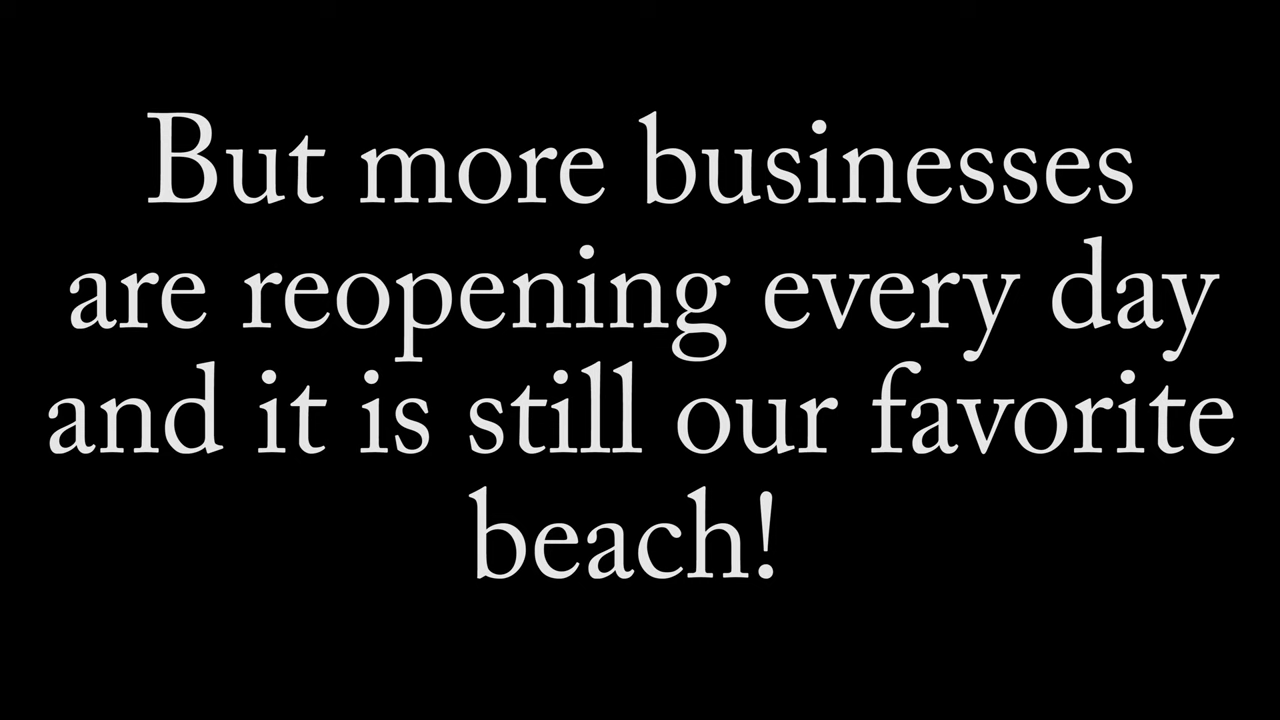 But more businesses
are reopening every day
and it is still our favorite
beach!